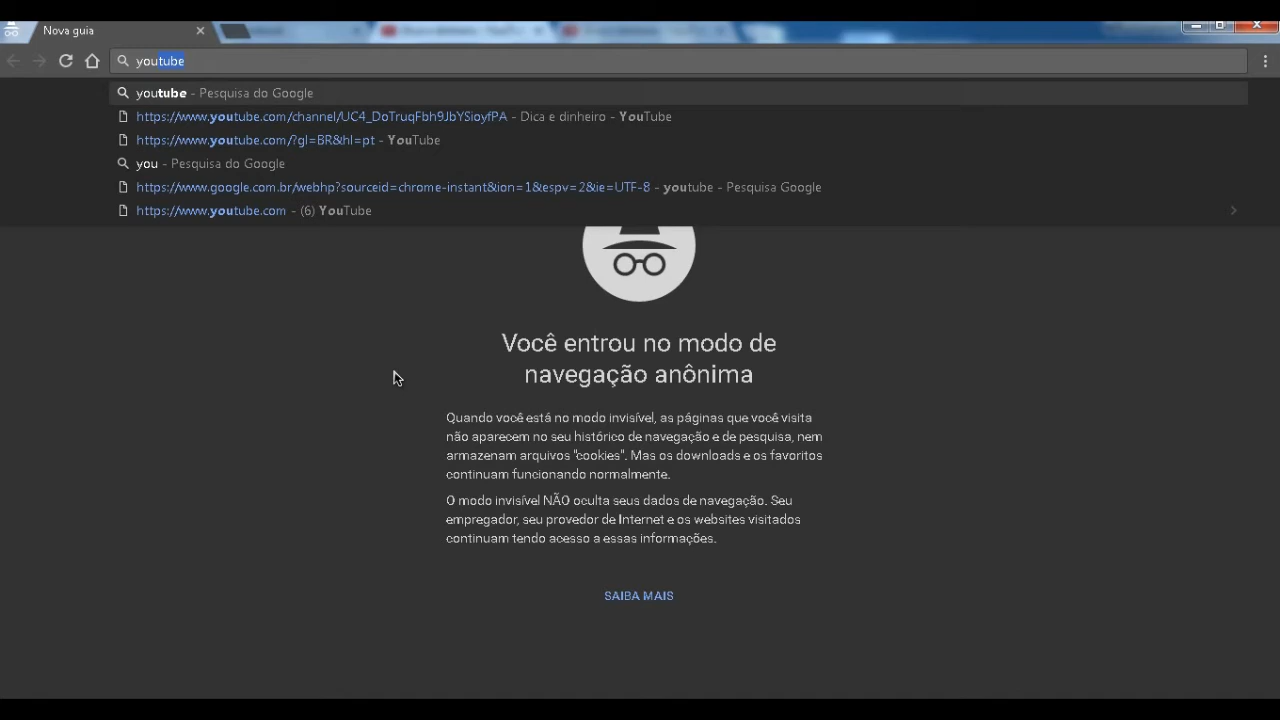 Nova guia
youtube
youtube - Pesquisa do Google
https://www.youtube.com/channel/UC4_DoTruqFbh9JbYSioyfPA - Dica e dinheiro - YouTube
https://www.youtube.com/?gl=BR&hl=pt - YouTube
you - Pesquisa do Google
https://www.google.com.br/webhp?sourceid=chrome-instant&ion=1&espv=2&ie=UTF-8 - youtube - Pesquisa Google
https://www.youtube.com - (6) YouTube
Você entrou no modo de
navegação anônima
Quando você está no modo invisível, as páginas que você visita
não aparecem no seu histórico de navegação e de pesquisa, nem
armazenam arquivos "cookies". Mas os downloads e os favoritos
continuam funcionando normalmente.
O modo invisível NÃO oculta seus dados de navegação. Seu
empregador, seu provedor de Internet e os websites visitados
continuam tendo acesso a essas informações.
SAIBA MAIS